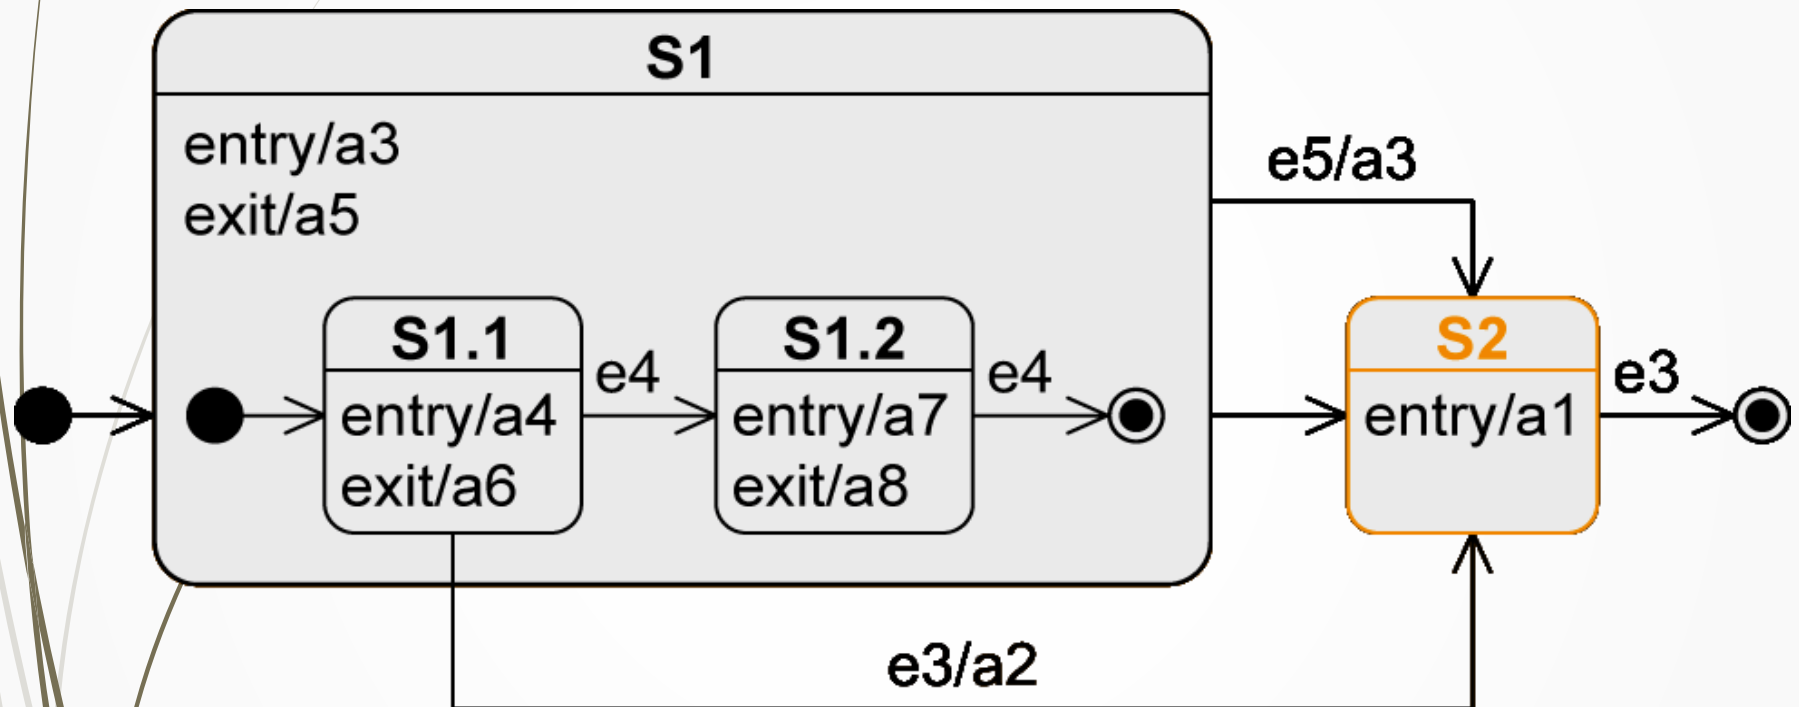 S1
entry/a3
exit/a5
e5/a3
S1.1
entry/a4
exit/a6
e4
S1.2
entry/a7
exit/a8
e4
S2
entry/a1
e3
e3/a2